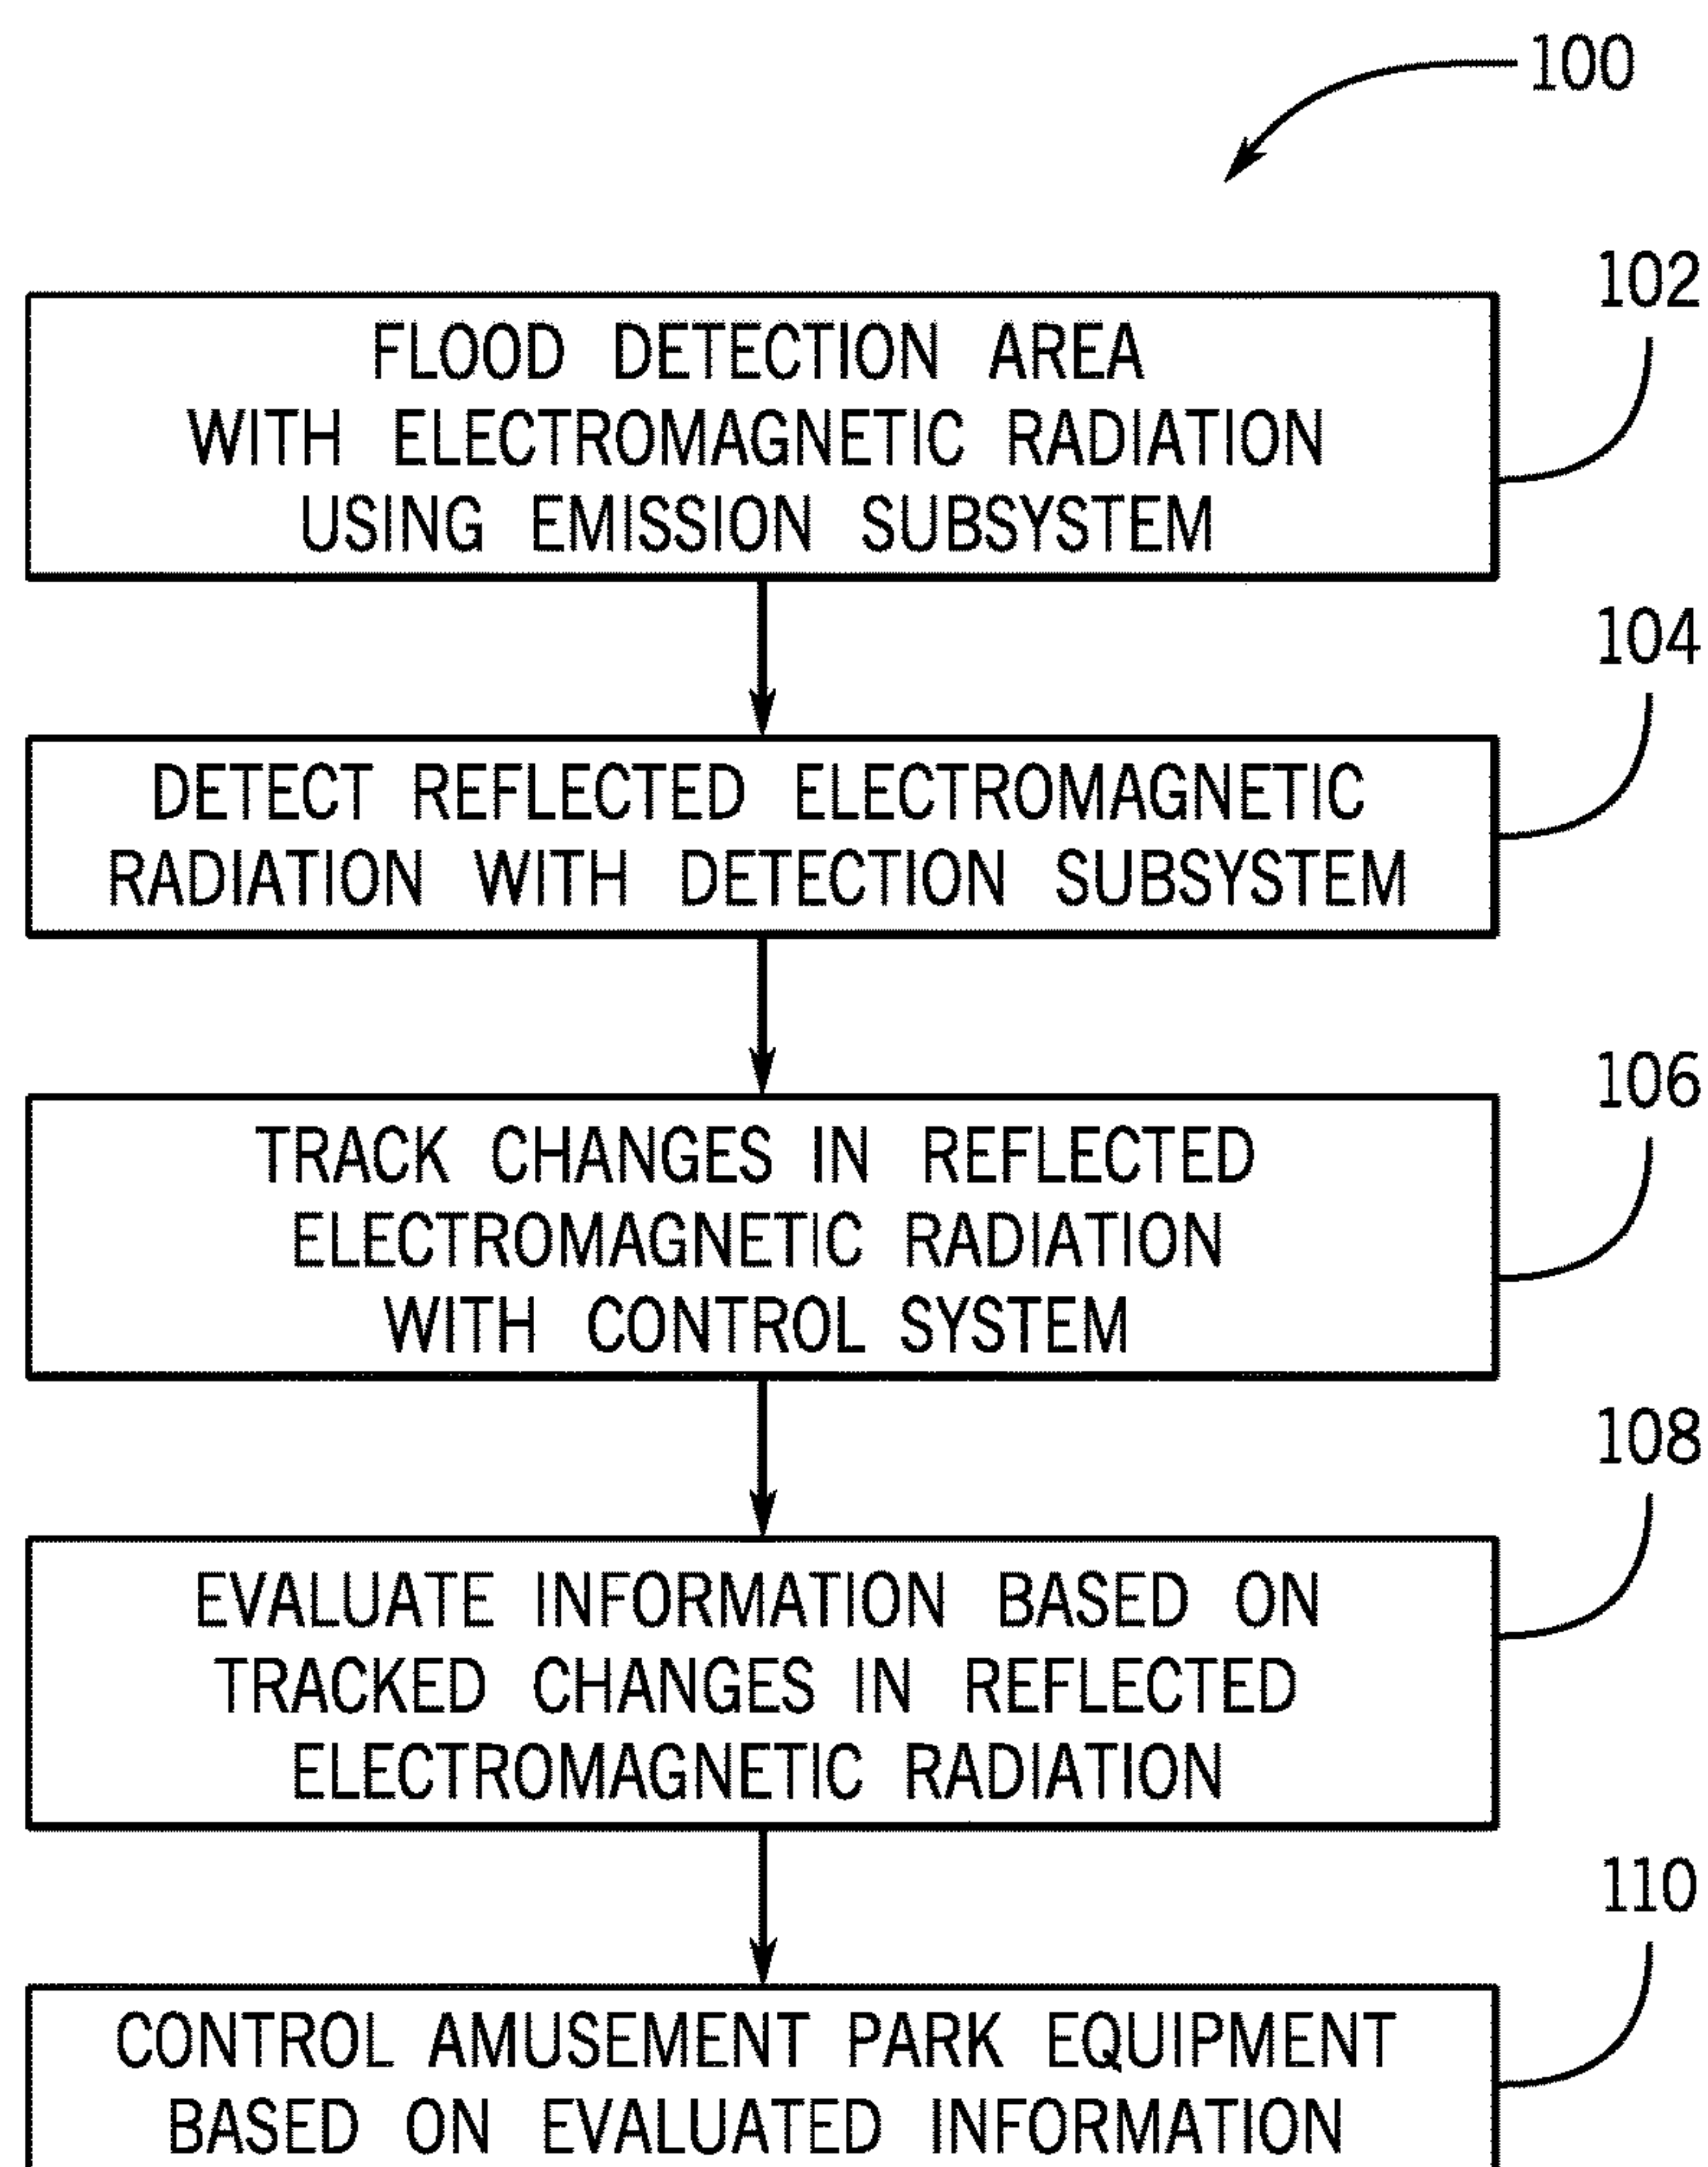 100
102
FLOOD DETECTION AREA
WITH ELECTROMAGNETIC RADIATION
USING EMISSION SUBSYSTEM
104
DETECT REFLECTED ELECTROMAGNETIC
RADIATION WITH DETECTION SUBSYSTEM
106
TRACK CHANGES IN REFLECTED
ELECTROMAGNETIC RADIATION
WITH CONTROL SYSTEM
108
EVALUATE INFORMATION BASED ON
TRACKED CHANGES IN REFLECTED
ELECTROMAGNETIC RADIATION
110
CONTROL AMUSEMENT PARK EQUIPMENT
BASED ON EVALUATED INFORMATION